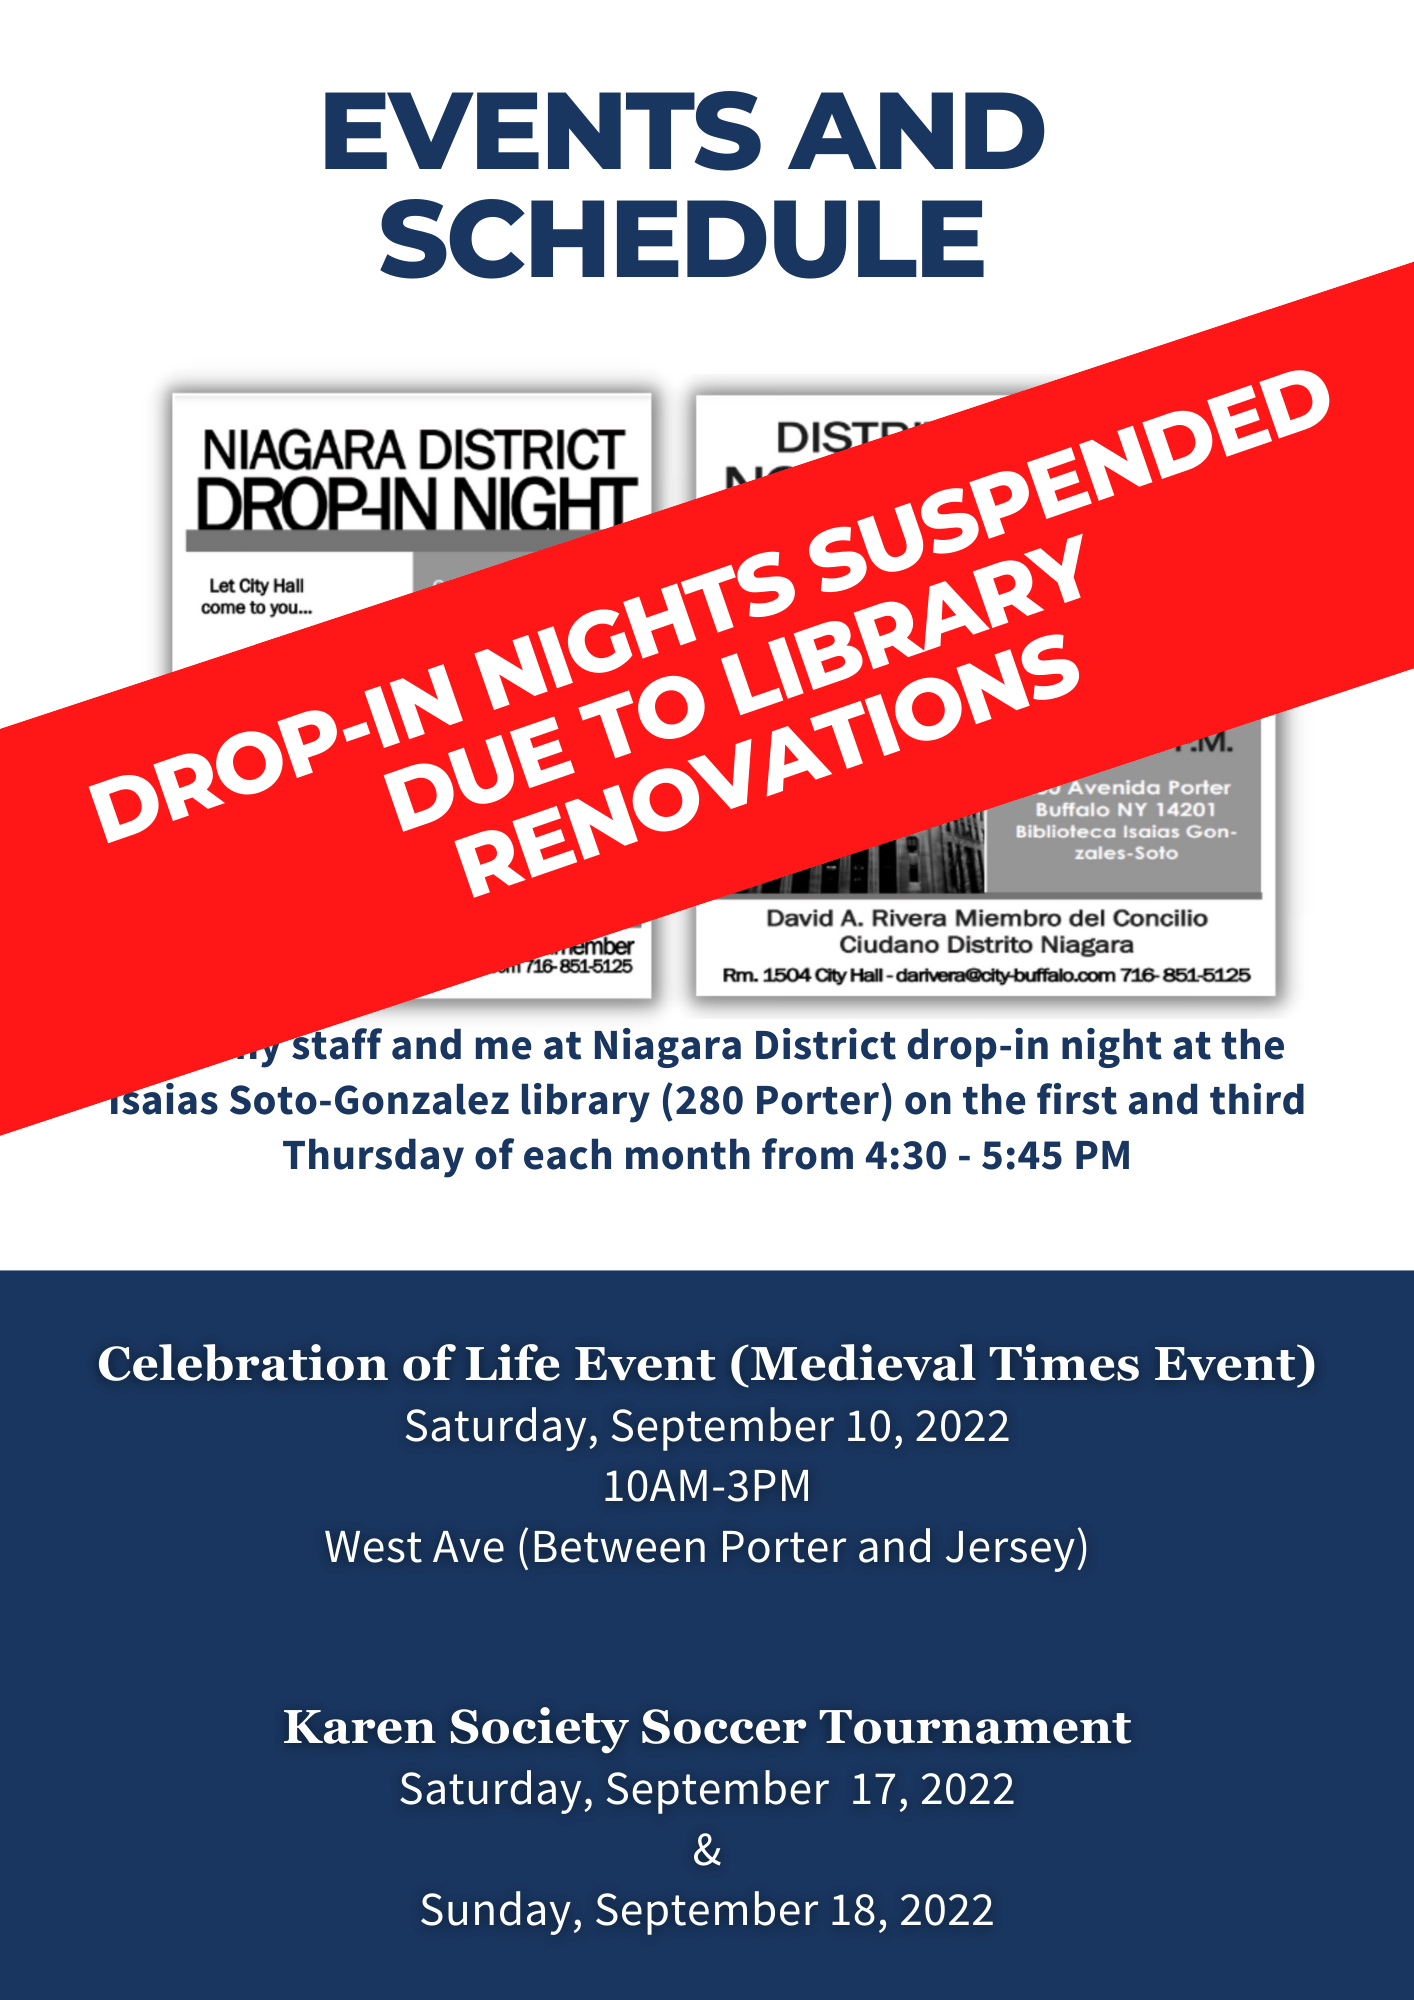 EVENTS AND
SCHEDULE
NIAGARA DISTRICT
DROP-IN NIGHT
Let City Hall
come to you...
716-851-5125
DROP-IN NIGHTS SUSPENDED
DUE TO LIBRARY
RENOVATIONS
P.M.
Avenida Porter
Buffalo NY 14201
Biblioteca Isaias Gon-
zales-Soto
David A. Rivera Miembro del Concilio
Ciudano Distrito Niagara
Rm. 1504 City Hall - darivera@city-buffalo.com 716-851-5125
my staff and me at Niagara District drop-in night at the
Isaias Soto-Gonzalez library (280 Porter) on the first and third
Thursday of each month from 4:30 - 5:45 PM
Celebration of Life Event (Medieval Times Event)
Saturday, September 10, 2022
10AM-3PM
West Ave (Between Porter and Jersey)
Karen Society Soccer Tournament
Saturday, September 17, 2022
&
Sunday, September 18, 2022